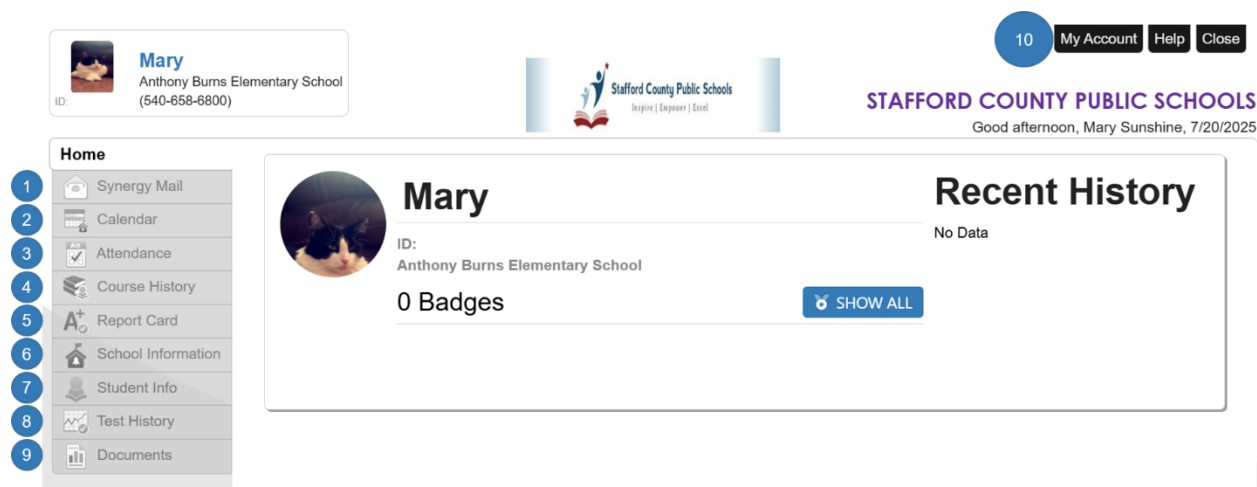 10
My Account
Help
Close
Mary
Anthony Burns Elementary School
ID:
(540-658-6800)
Stafford County Public Schools
Inspire | Empower | Excel
STAFFORD COUNTY PUBLIC SCHOOLS
Good afternoon, Mary Sunshine, 7/20/2025
Home
1 Synergy Mail
2 Calendar
3 Attendance
4 Course History
5 Report Card
6 School Information
7 Student Info
8 Test History
9 Documents
Mary
ID:
Anthony Burns Elementary School
0 Badges
SHOW ALL
Recent History
No Data